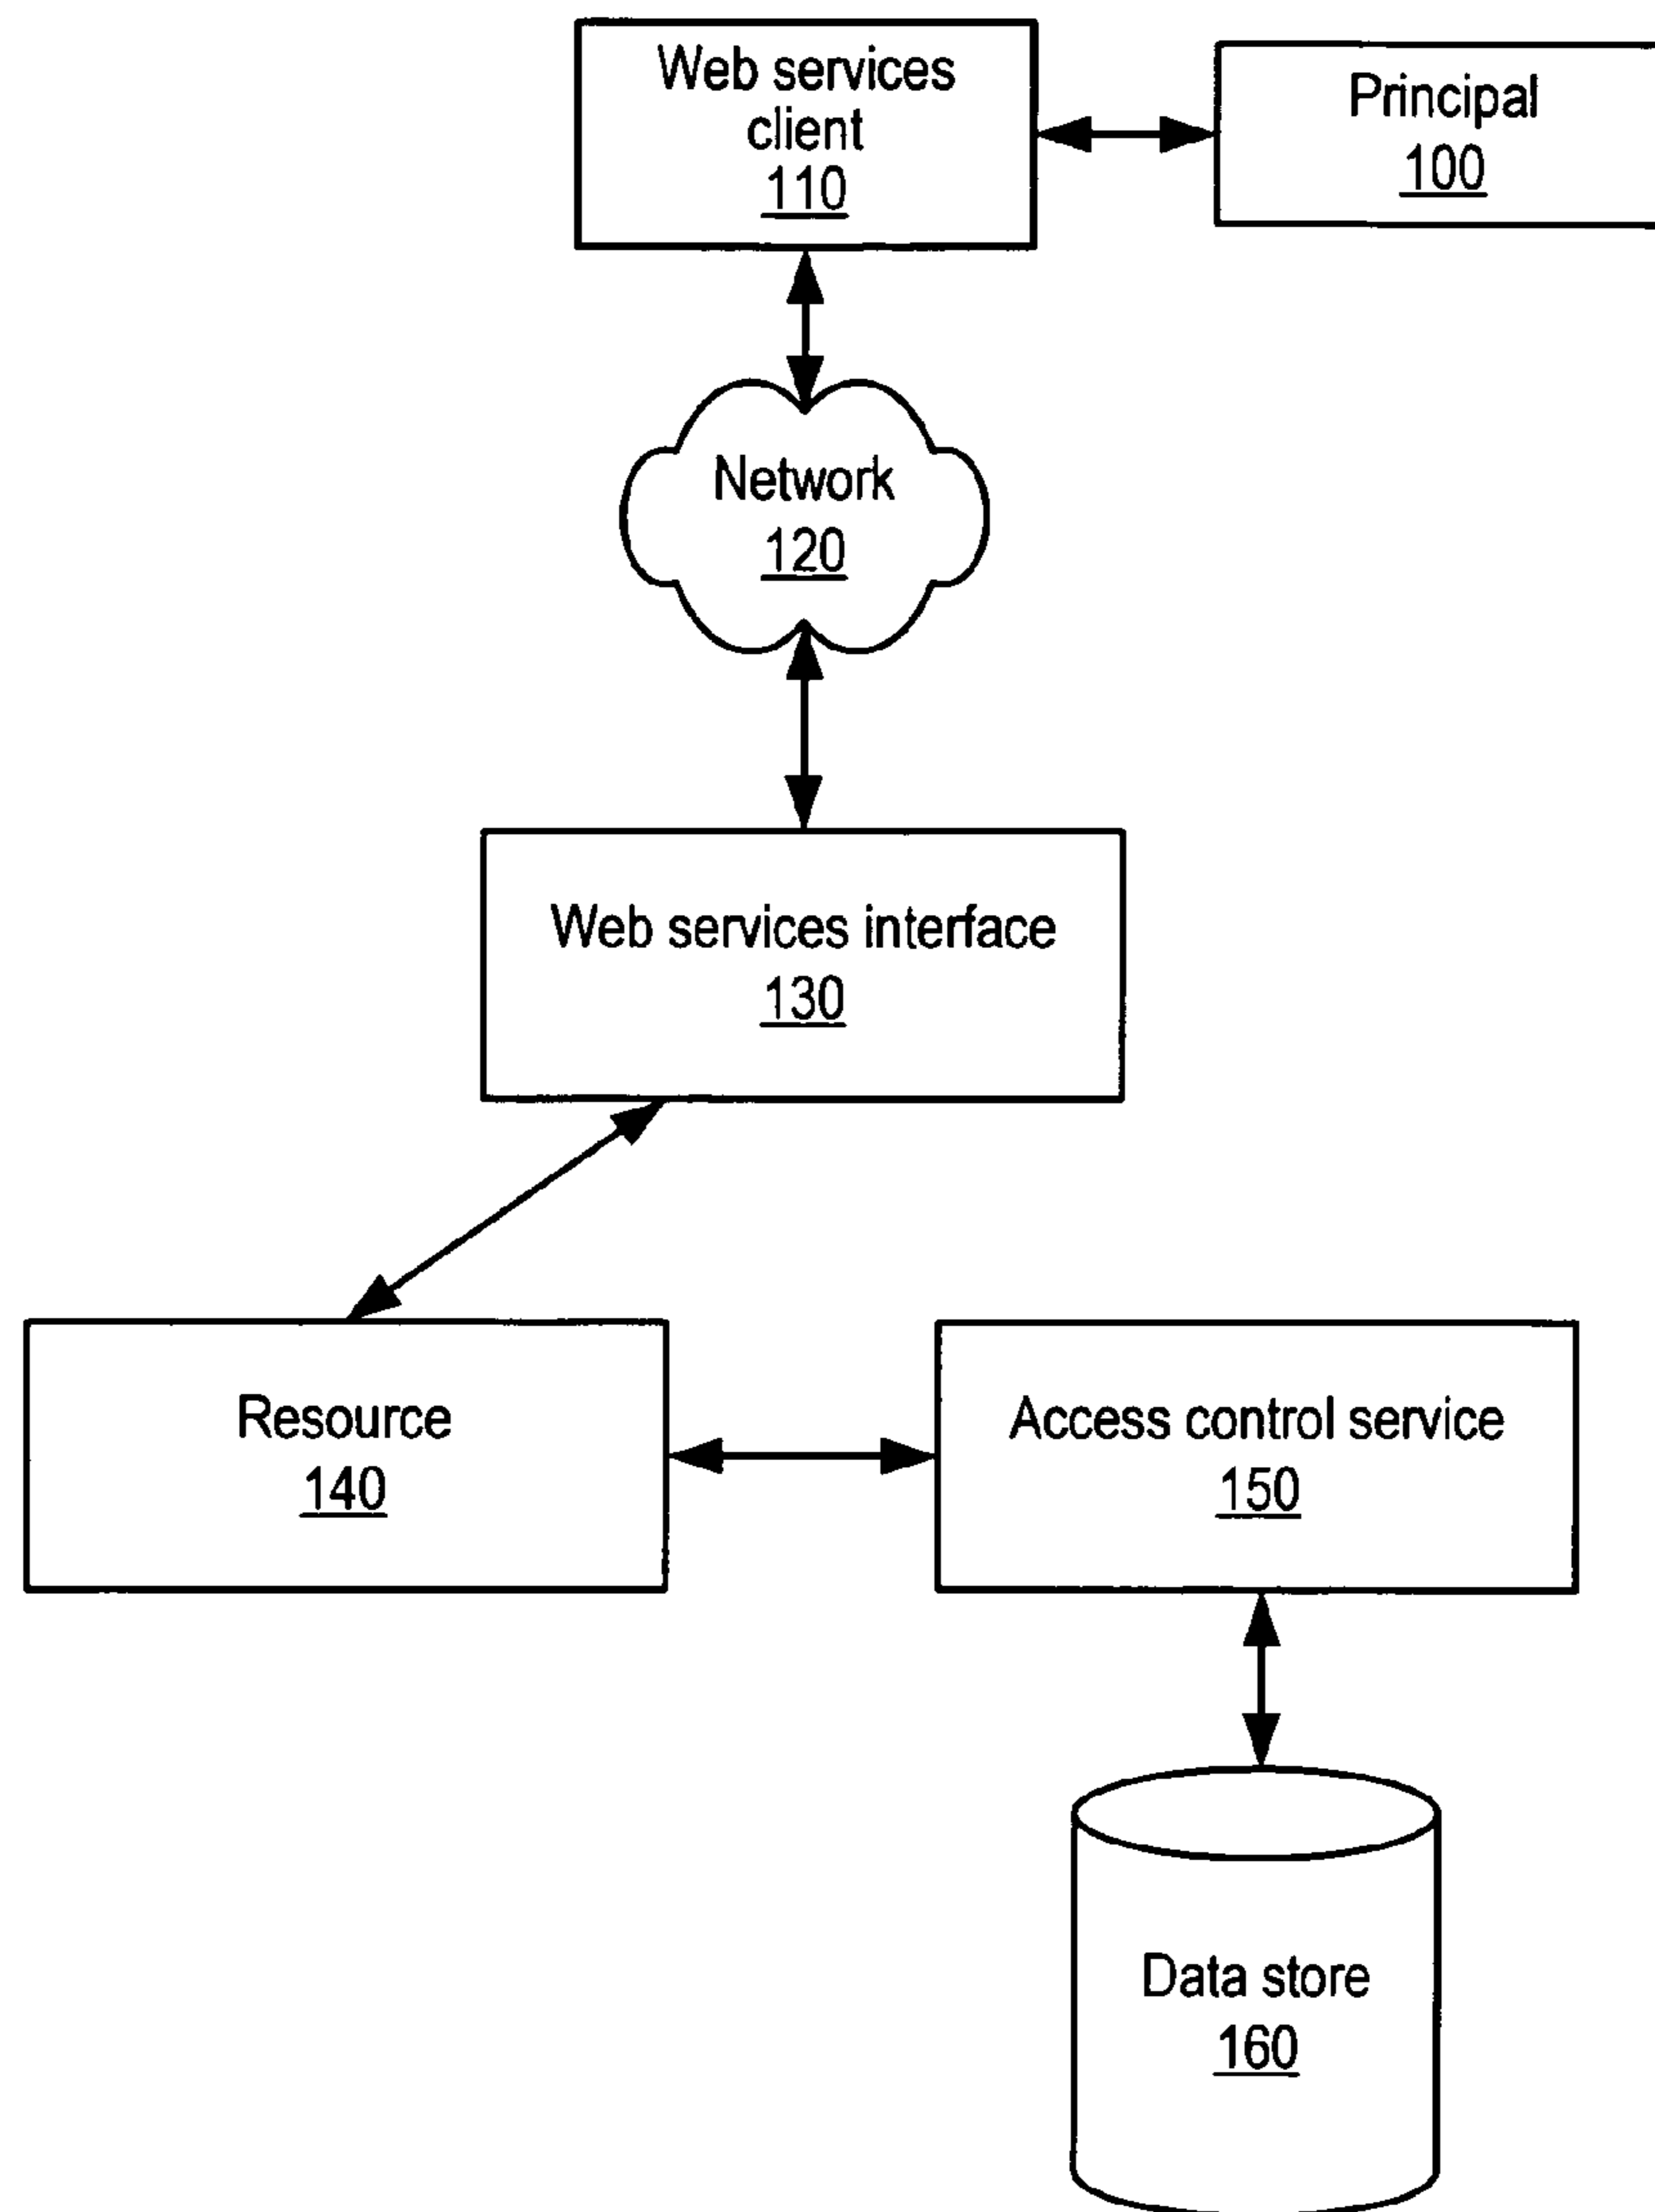 Web services
client
110
Principal
100
Network
120
Web services interface
130
Resource
140
Access control service
150
Data store
160